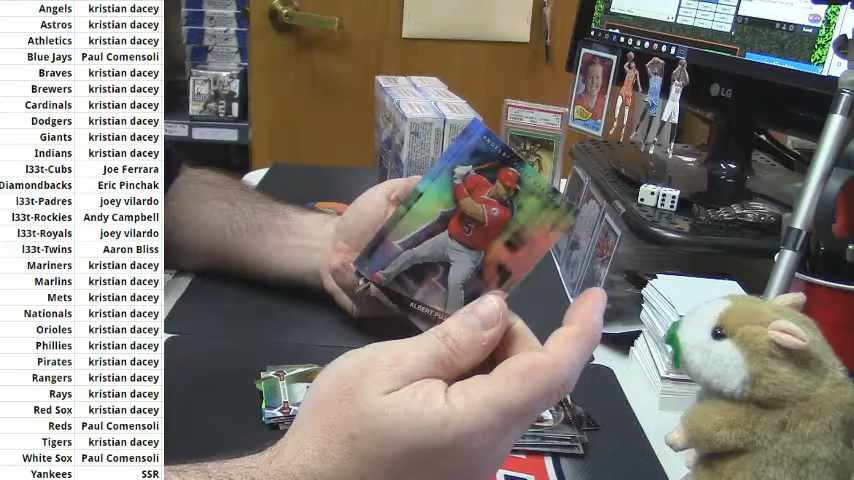 Angels kristian dacey
Astros kristian dacey
Athletics kristian dacey
Blue Jays Paul Comensoli
Braves kristian dacey
Brewers kristian dacey
Cardinals kristian dacey
Dodgers kristian dacey
Giants kristian dacey
Indians kristian dacey
l33t-Cubs Joe Ferrara
Diamondbacks Eric Pinchak
l33t-Padres joey vilardo
l33t-Rockies Andy Campbell
l33t-Royals joey vilardo
l33t-Twins Aaron Bliss
Mariners kristian dacey
Marlins kristian dacey
Mets kristian dacey
Nationals kristian dacey
Orioles kristian dacey
Phillies kristian dacey
Pirates kristian dacey
Rangers kristian dacey
Rays kristian dacey
Red Sox kristian dacey
Reds Paul Comensoli
Tigers kristian dacey
White Sox Paul Comensoli
Yankees SSR
LG
ANGELS
5
ALBERT PUJ